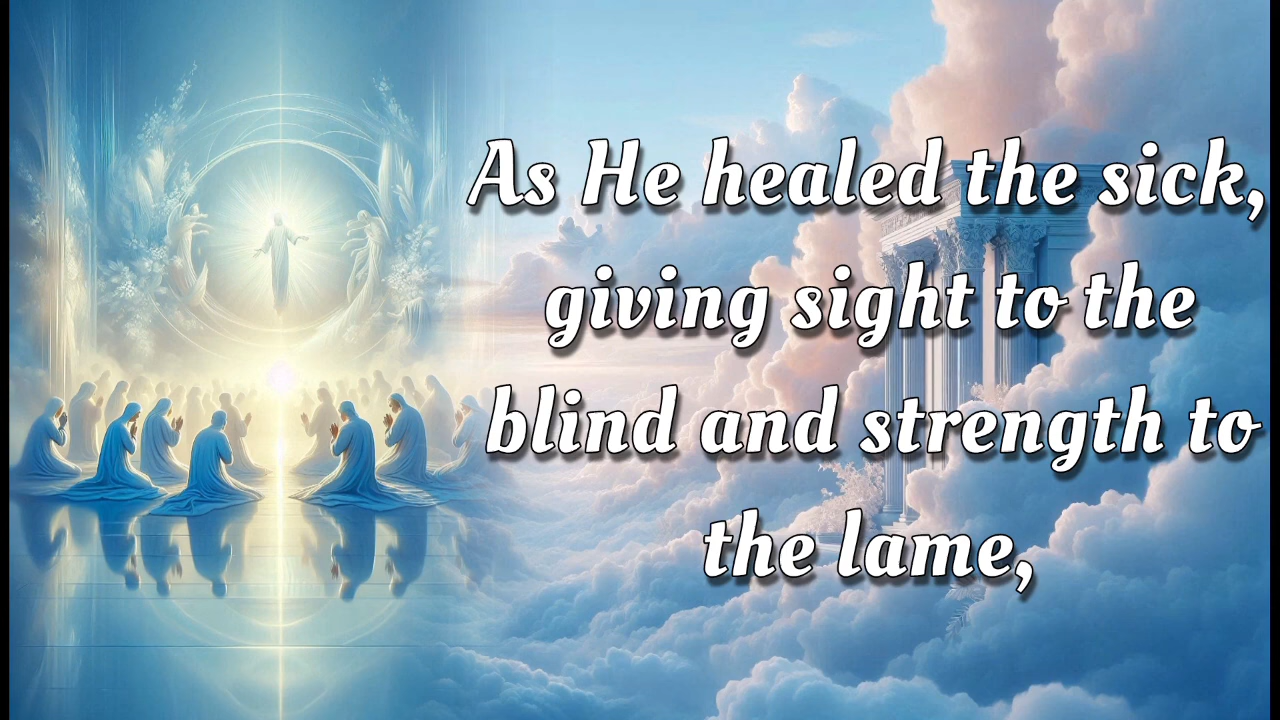 As He healed the sick,
giving sight to the
blind and strength to
the lame,